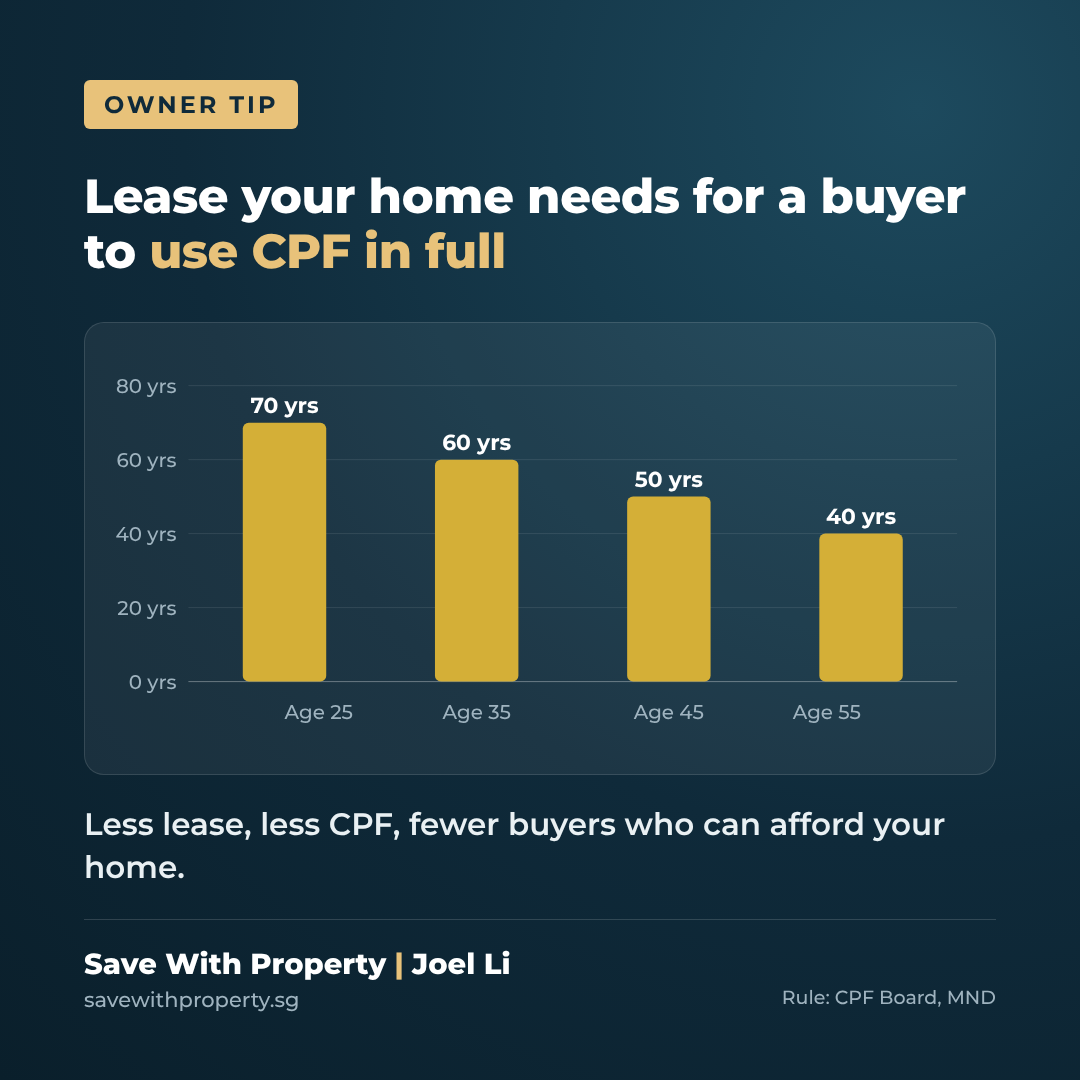 OWNER TIP
Lease your home needs for a buyer
to use CPF in full
80 yrs
60 yrs
40 yrs
20 yrs
0 yrs
70 yrs
60 yrs
50 yrs
40 yrs
Age 25
Age 35
Age 45
Age 55
Less lease, less CPF, fewer buyers who can afford your
home.
Save With Property | Joel Li
savewithproperty.sg
Rule: CPF Board, MND